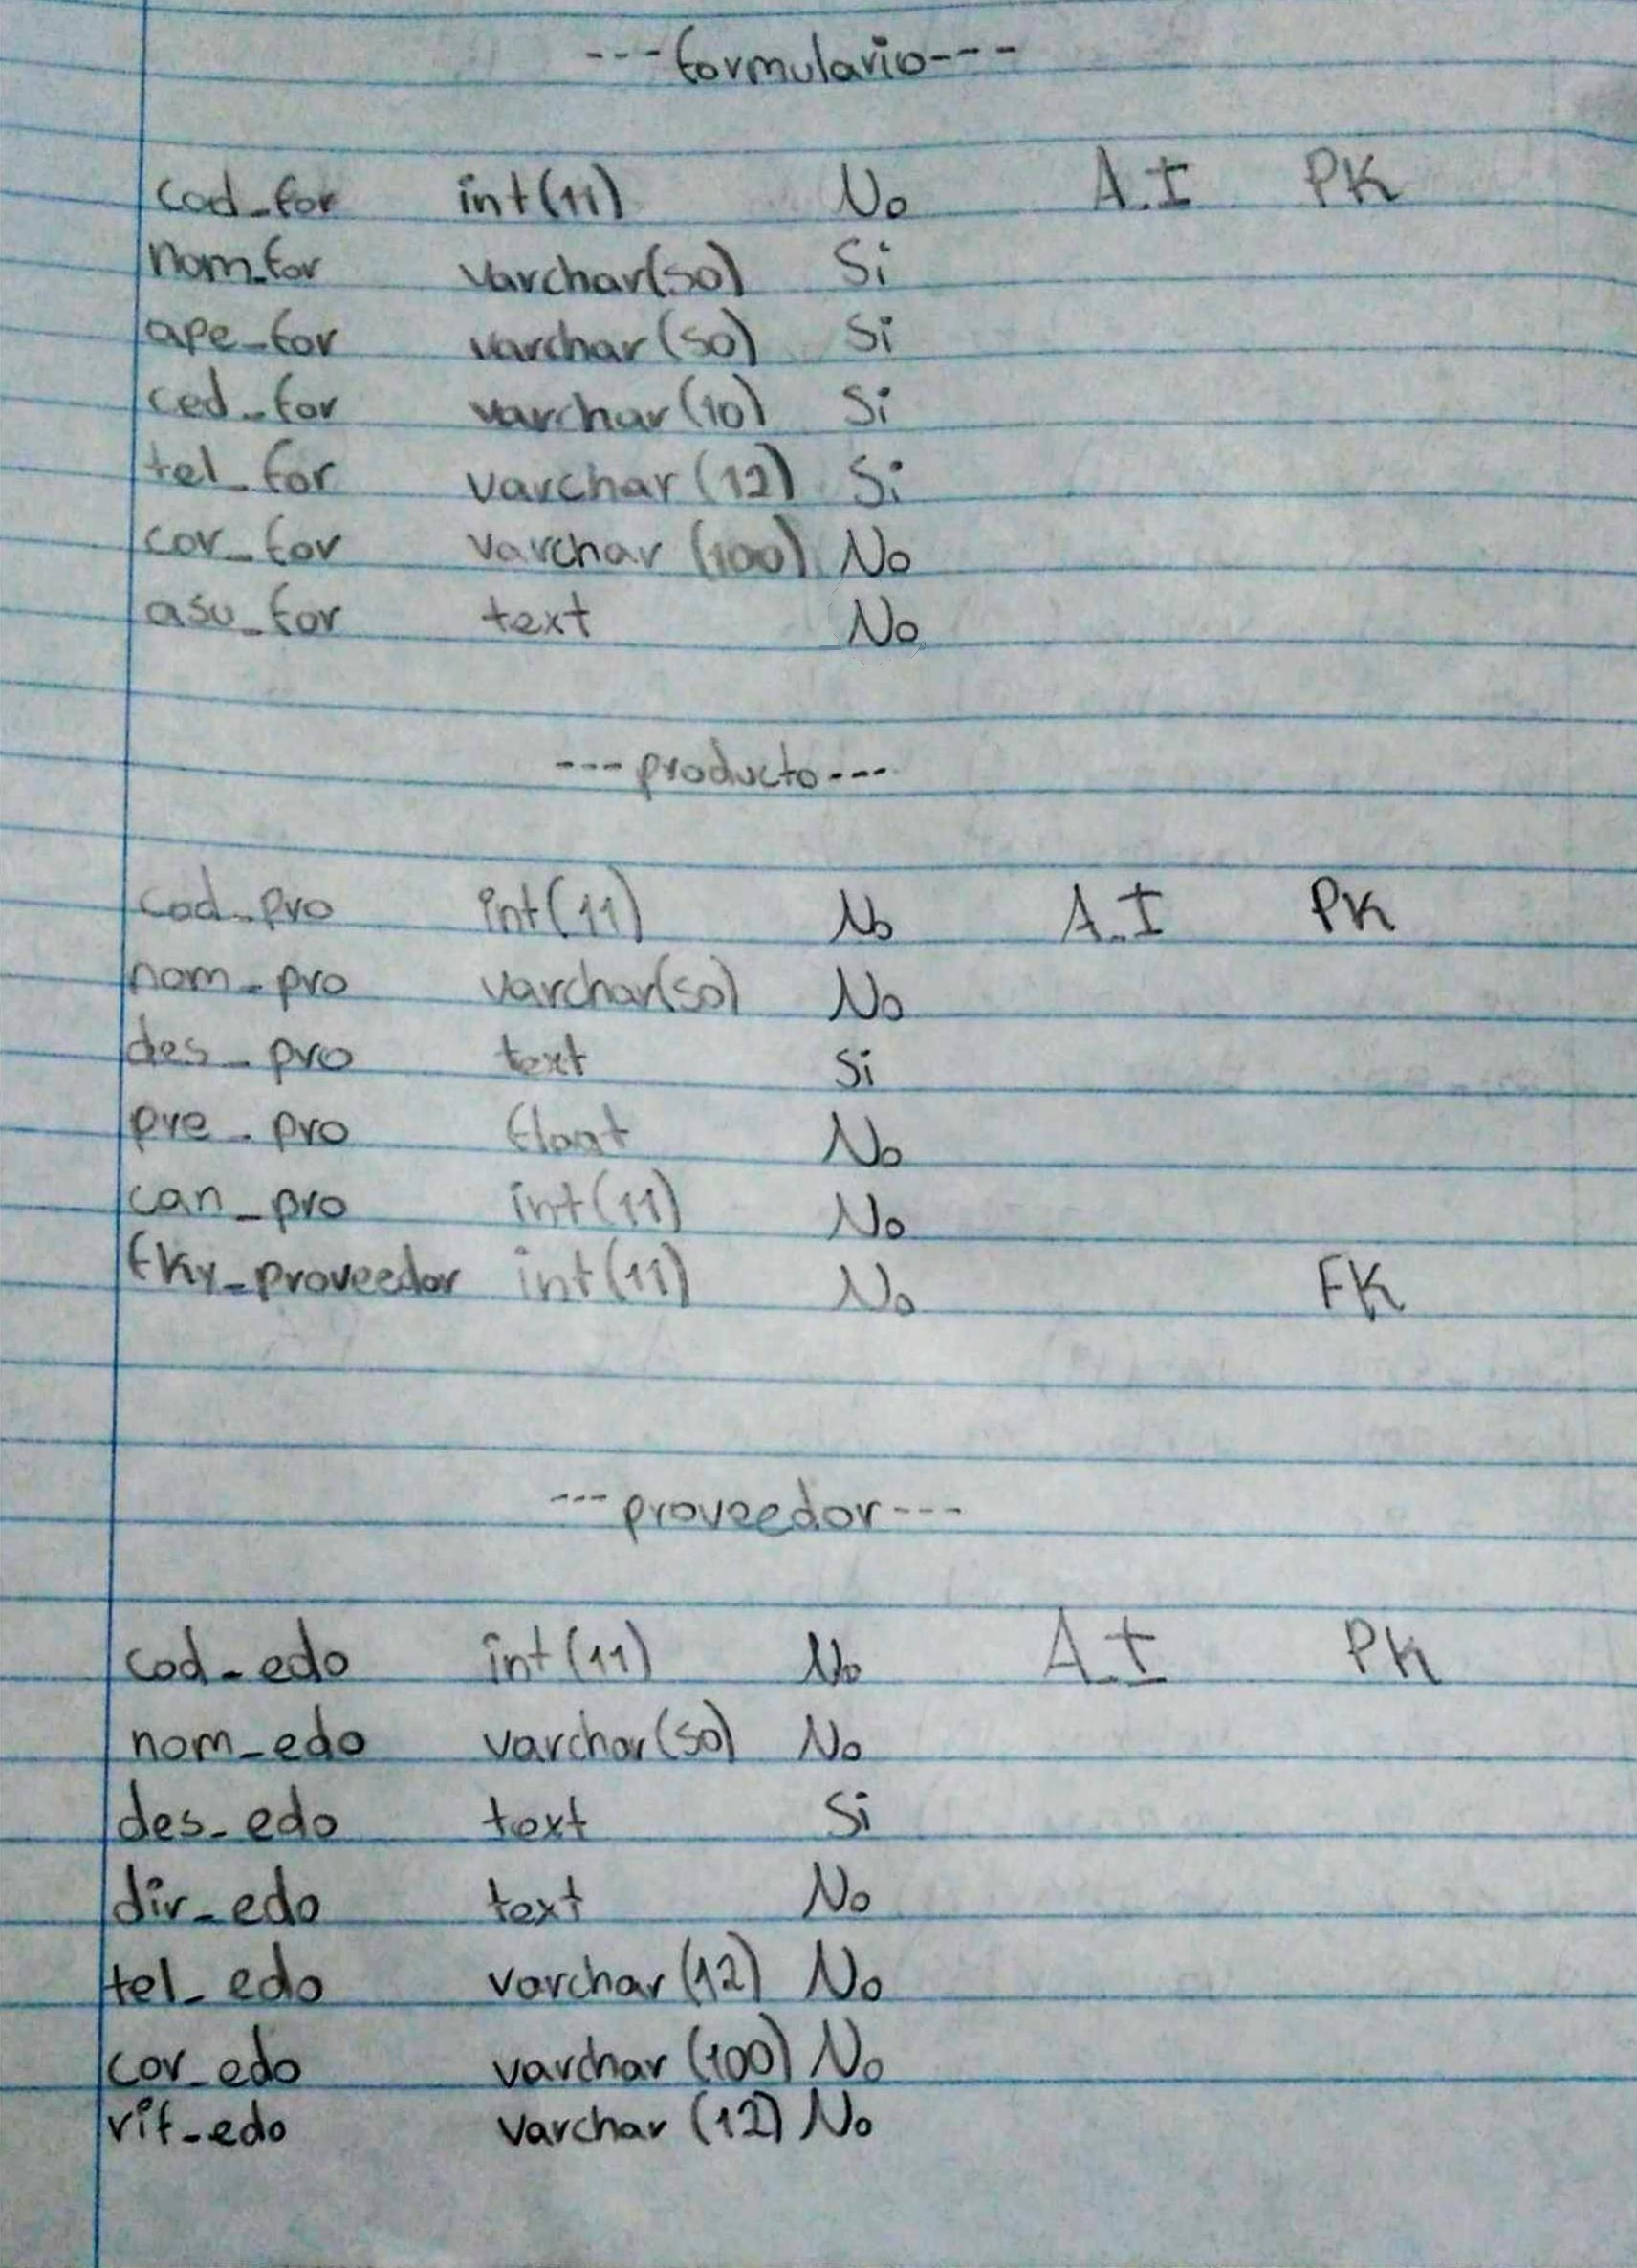 ---formulario---
cod_for int(11) No A.I PK
nom_for varchar(50) Si
ape_for varchar(50) Si
ced_for varchar(10) Si
tel_for varchar(12) Si
cor_for varchar(100) No
asu_for text No
---producto---
cod_pro int(11) No A.I PK
nom_pro varchar(50) No
des_pro text Si
pre_pro float No
can_pro int(11) No
fky_proveedor int(11) No FK
---proveedor---
cod_edo int(11) No A.I PK
nom_edo varchar(50) No
des_edo text Si
dir_edo text No
tel_edo varchar(12) No
cor_edo varchar(100) No
rif_edo varchar(12) No